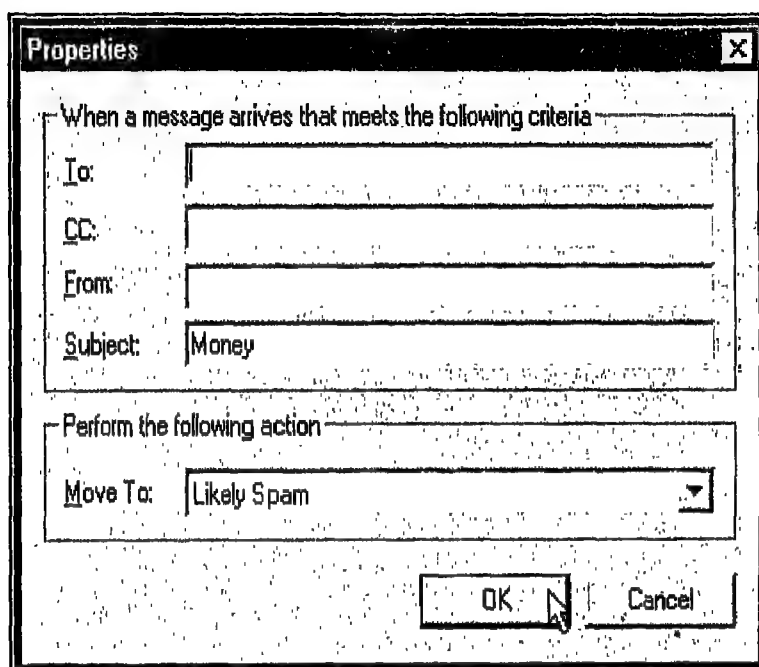 Properties
When a message arrives that meets the following criteria
To:
CC:
From:
Subject: Money
Perform the following action
Move To: Likely Spam
OK Cancel